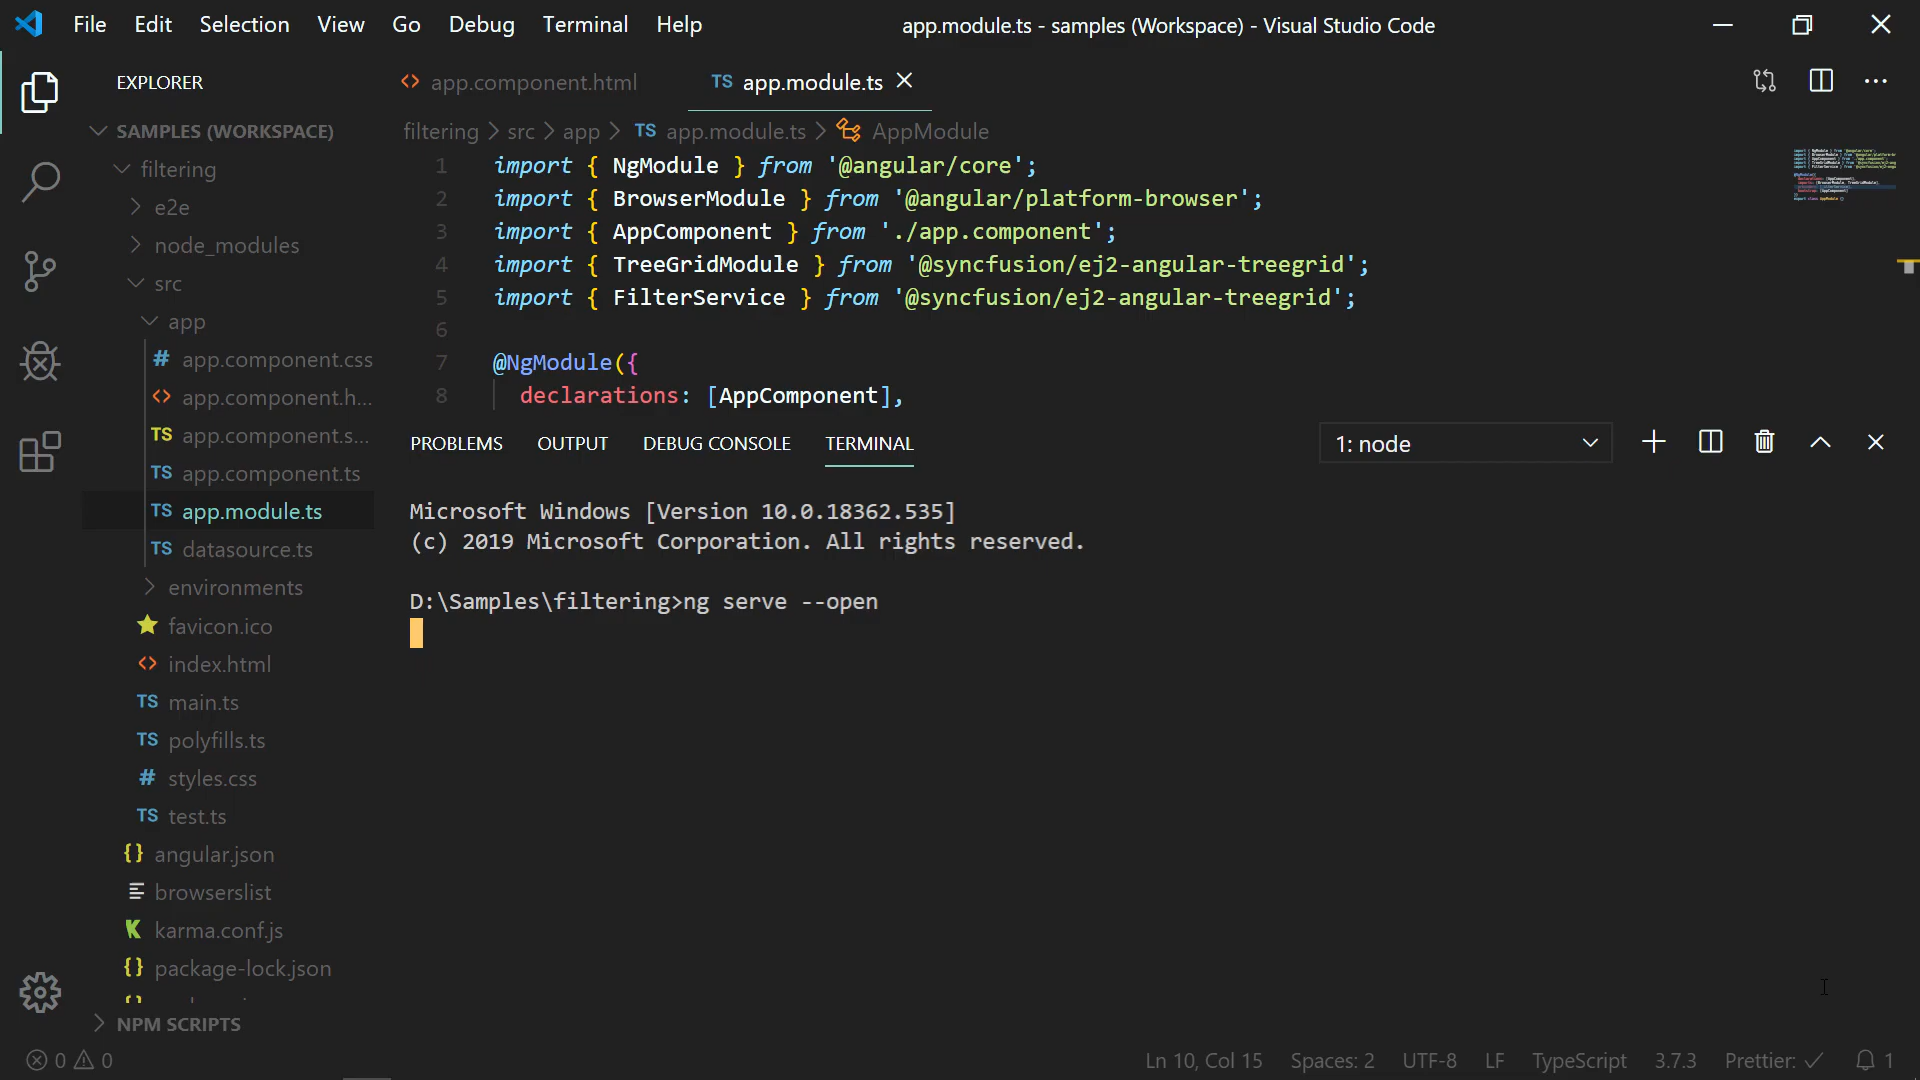 File Edit Selection View Go Debug Terminal Help
app.module.ts - samples (Workspace) - Visual Studio Code
EXPLORER
SAMPLES (WORKSPACE)
filtering
e2e
node_modules
src
app
# app.component.css
<> app.component.h...
TS app.component.s...
TS app.component.ts
TS app.module.ts
TS datasource.ts
environments
favicon.ico
<> index.html
TS main.ts
TS polyfills.ts
# styles.css
TS test.ts
{} angular.json
browserslist
K karma.conf.js
{} package-lock.json
NPM SCRIPTS
<> app.component.html
TS app.module.ts
filtering > src > app > TS app.module.ts > AppModule
1 import { NgModule } from '@angular/core';
2 import { BrowserModule } from '@angular/platform-browser';
3 import { AppComponent } from './app.component';
4 import { TreeGridModule } from '@syncfusion/ej2-angular-treegrid';
5 import { FilterService } from '@syncfusion/ej2-angular-treegrid';
6
7 @NgModule({
8 declarations: [AppComponent],
PROBLEMS OUTPUT DEBUG CONSOLE TERMINAL
1: node
Microsoft Windows [Version 10.0.18362.535]
(c) 2019 Microsoft Corporation. All rights reserved.
D:\Samples\filtering>ng serve --open
0 0
Ln 10, Col 15 Spaces: 2 UTF-8 LF TypeScript 3.7.3 Prettier: ✓ 1